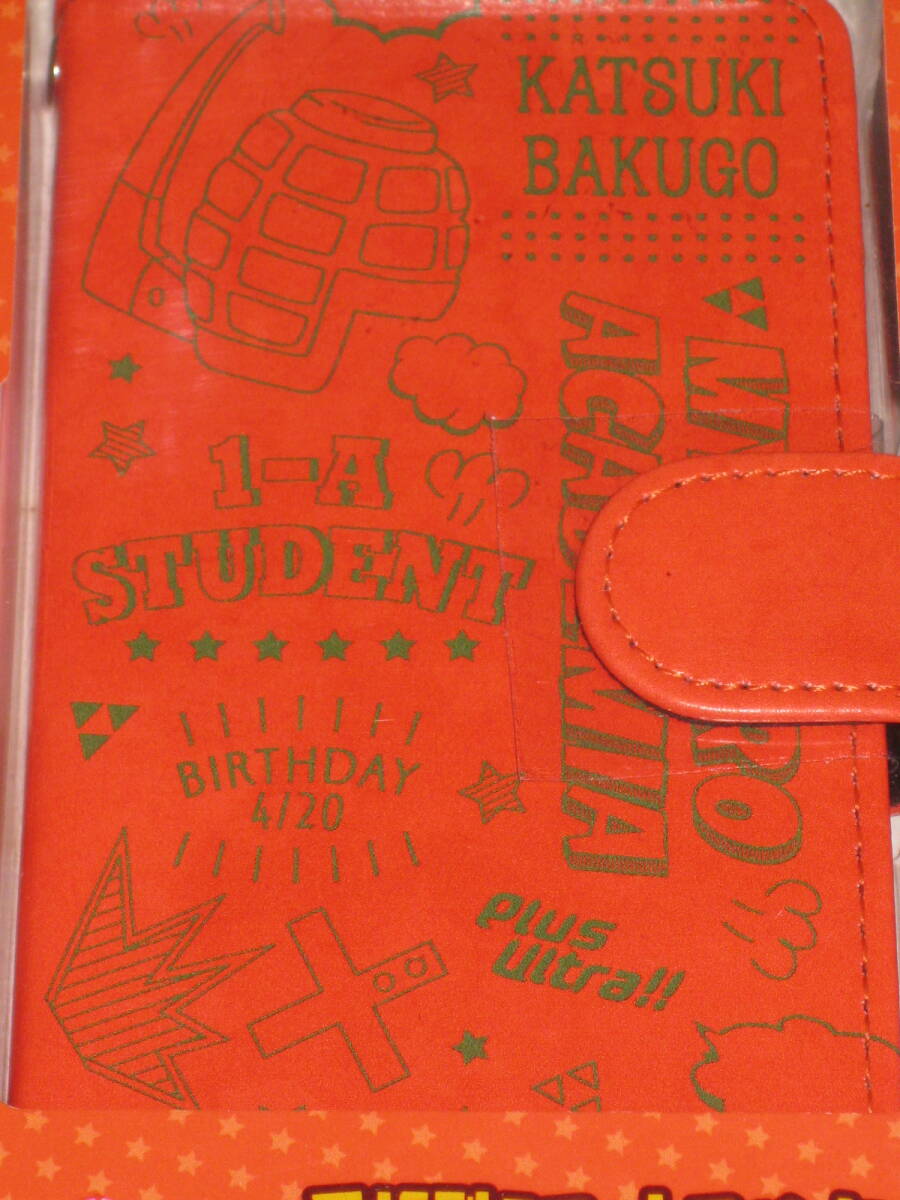 KATSUKI
BAKUGO
ACADEMIA
1-A
STUDENT
BIRTHDAY
4/20
Plus
Ultra!!